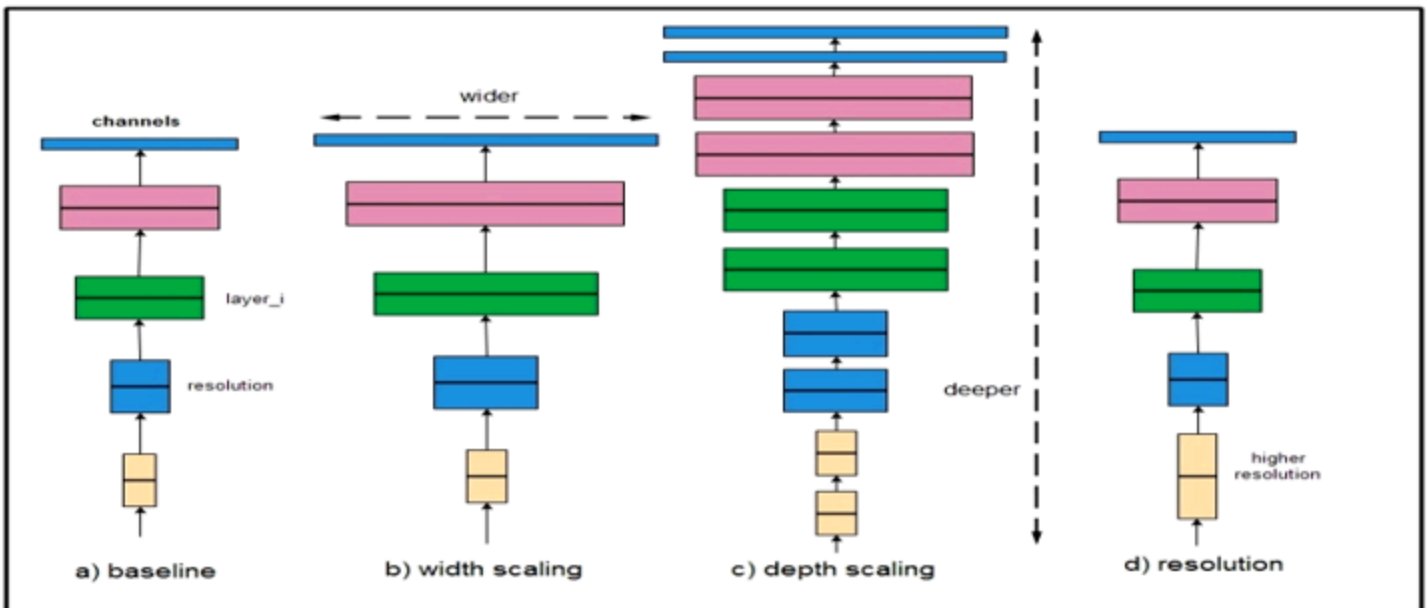 channels
layer_i
resolution
a) baseline
wider
b) width scaling
deeper
c) depth scaling
higher
resolution
d) resolution